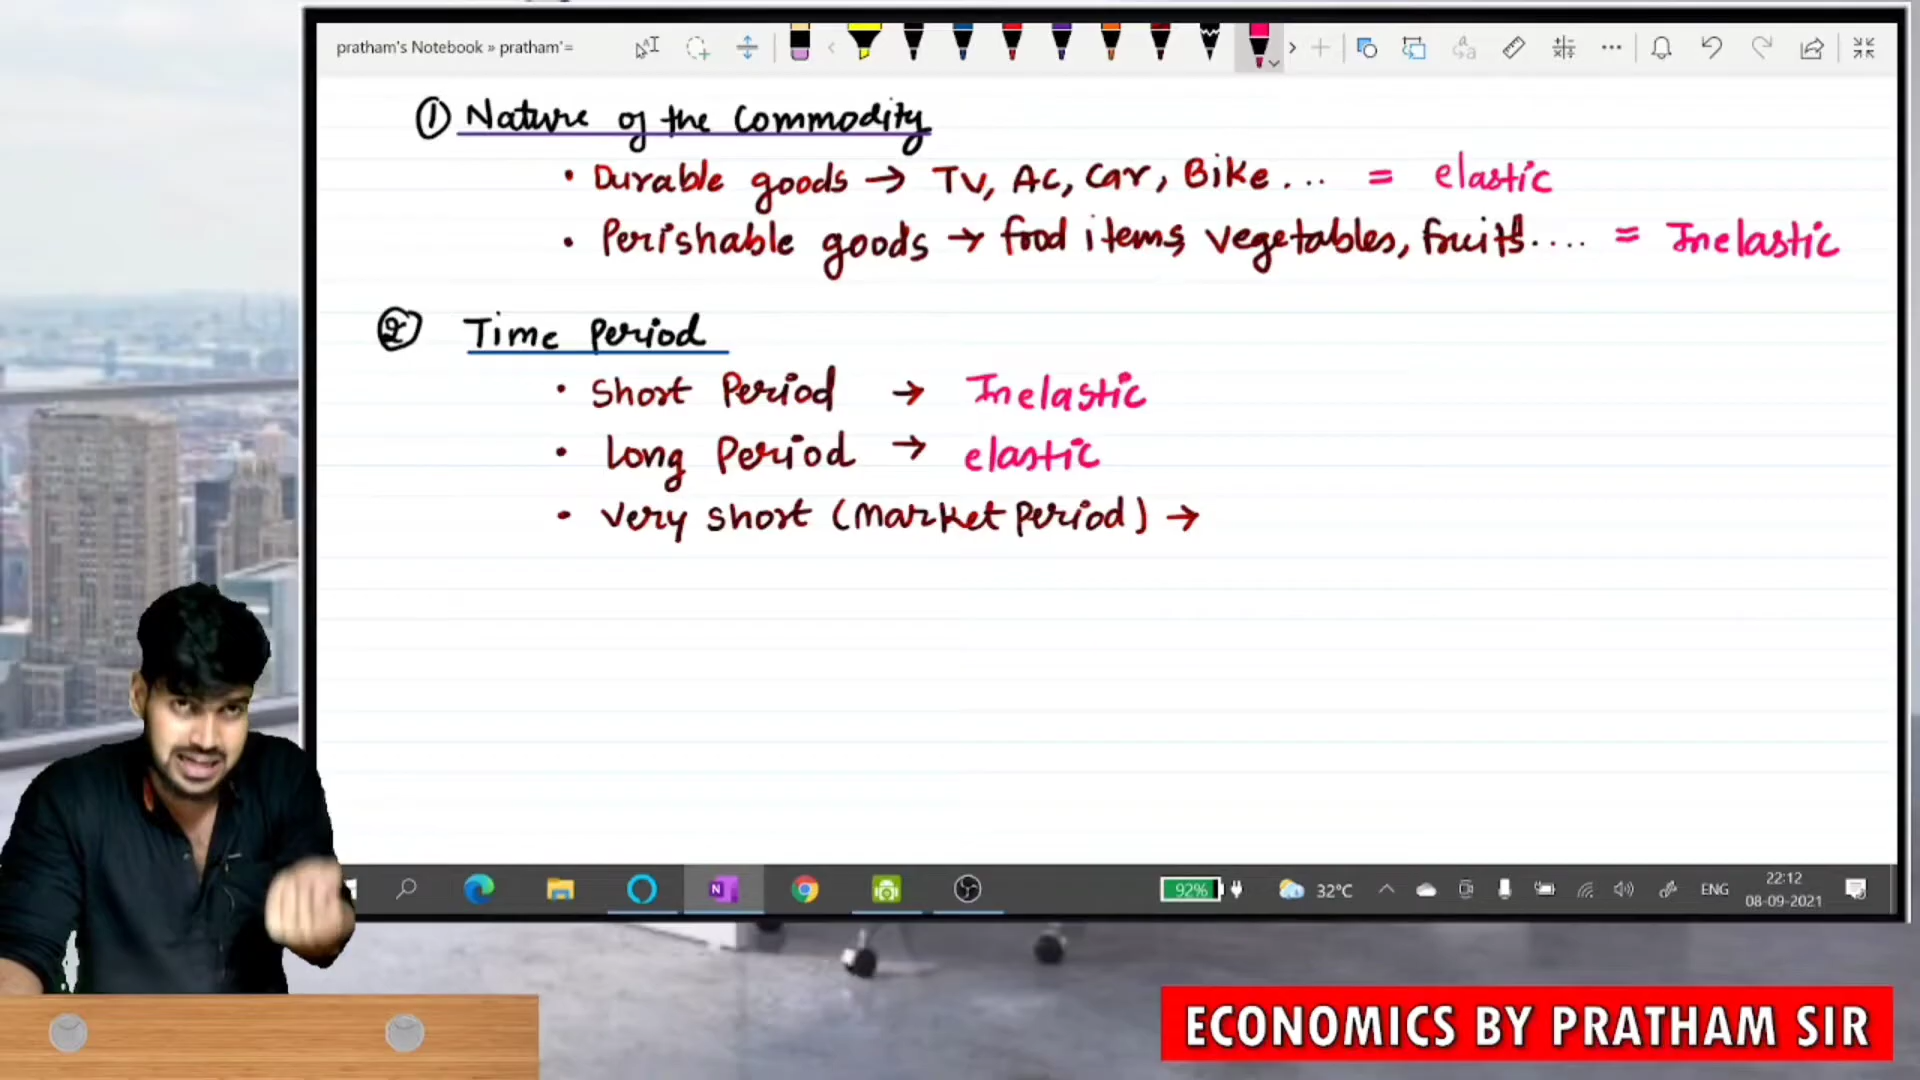 pratham's Notebook » pratham'=
① Nature of the Commodity
• Durable goods → TV, AC, Car, Bike... = elastic
• Perishable goods → food items, vegetables, fruits.... = Inelastic
② Time Period
• Short Period → Inelastic
• Long Period → elastic
• Very short (Market Period) →
92% 32°C ENG 22:12
08-09-2021
ECONOMICS BY PRATHAM SIR